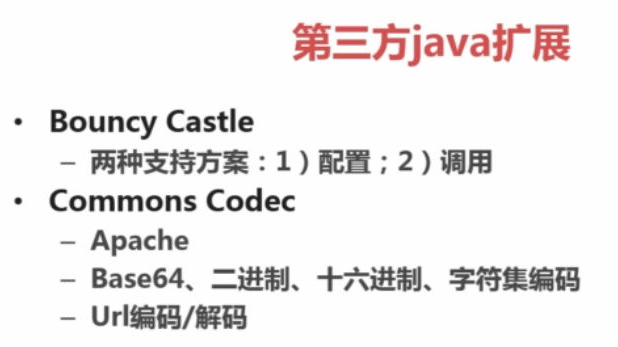 第三方java扩展
• Bouncy Castle
– 两种支持方案：1）配置；2）调用
• Commons Codec
– Apache
– Base64、二进制、十六进制、字符集编码
– Url编码/解码